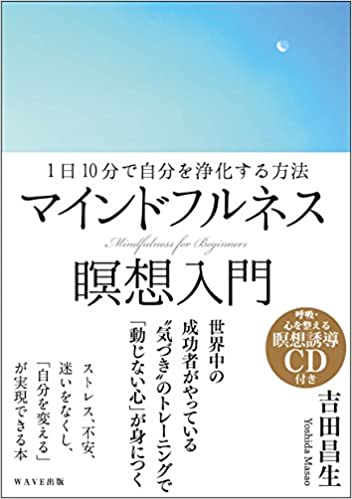 1日10分で自分を浄化する方法
マインドフルネス
Mindfulness for Beginners
瞑想入門
世界中の
成功者がやっている
“気づき”のトレーニングで
「動じない心」が身につく
ストレス、不安、
迷いをなくし、
「自分を変える」
が実現できる本
呼吸・
心を整える
瞑想誘導
CD
付き
吉田昌生
Yoshida Masao
WAVE出版